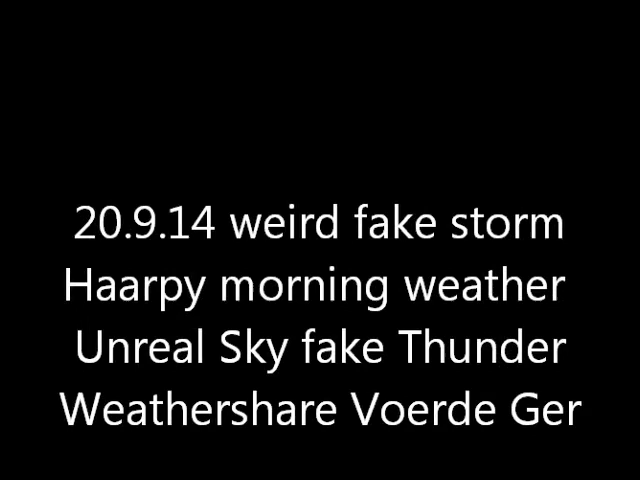 20.9.14 weird fake storm
Haarpy morning weather
Unreal Sky fake Thunder
Weathershare Voerde Ger